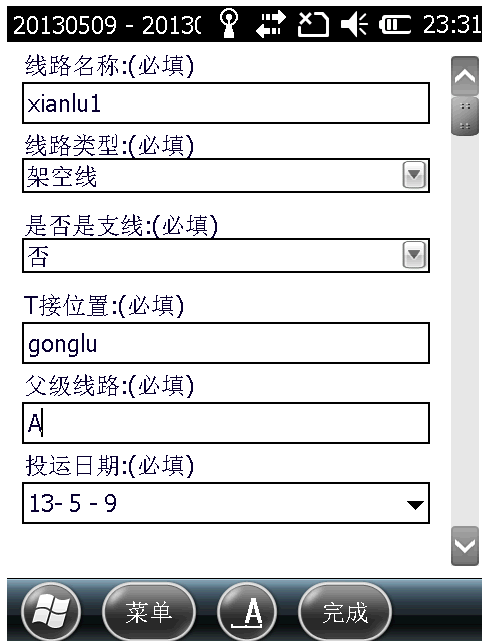 20130509 - 2013( 23:31
线路名称:(必填)
xianlu1
线路类型:(必填)
架空线
是否是支线:(必填)
否
T接位置:(必填)
gonglu
父级线路:(必填)
A
投运日期:(必填)
13- 5 - 9
菜单 A 完成